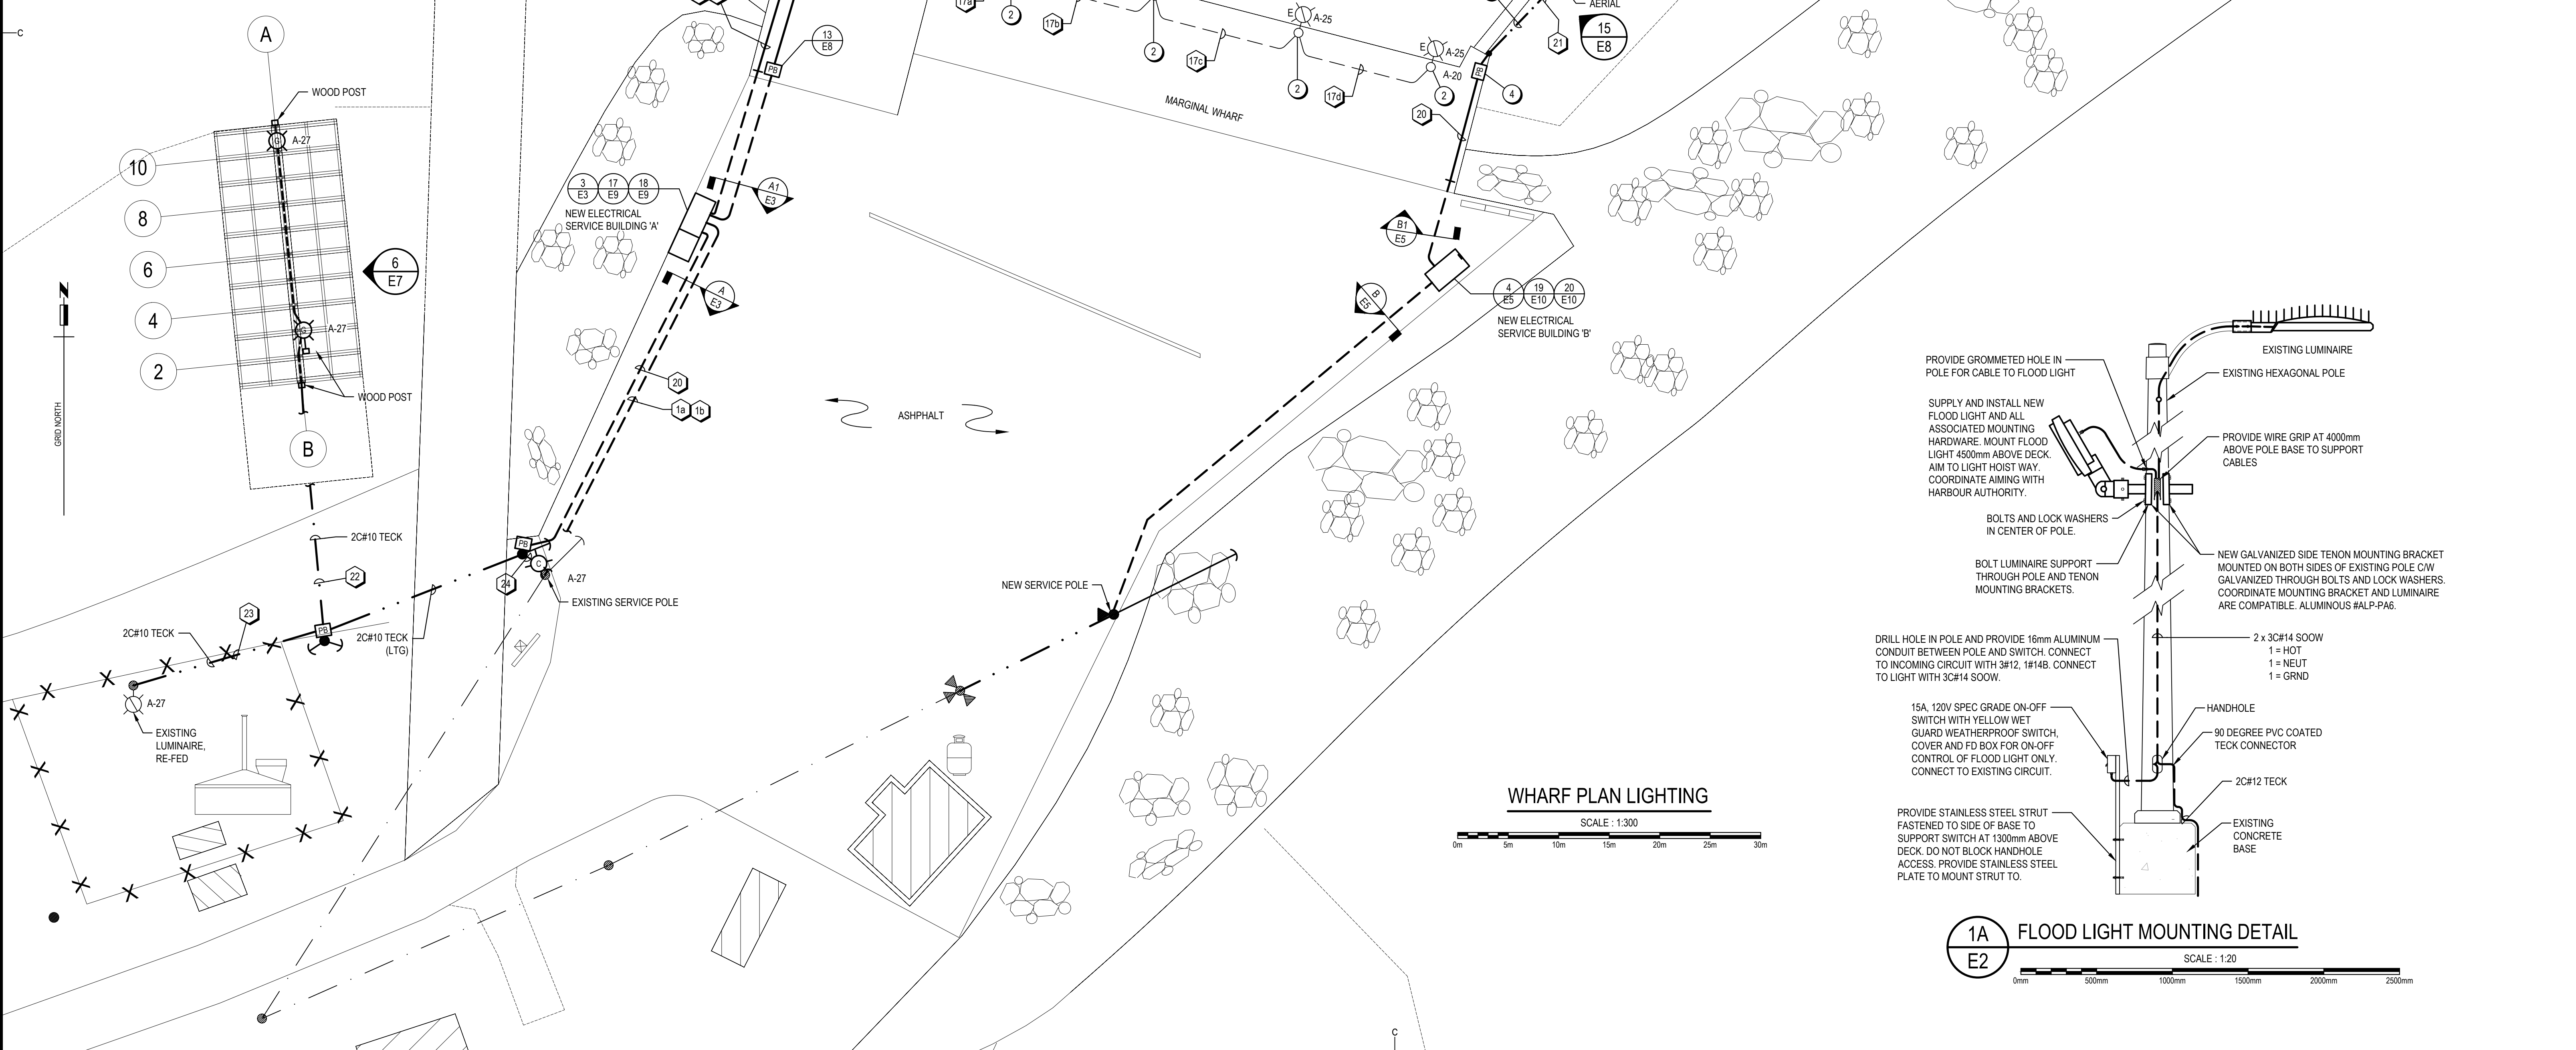 C
A
WOOD POST
A-27
10
8
6
4
2
6
E7
A-27
WOOD POST
B
GRID NORTH
N
2C#10 TECK
22
23
2C#10 TECK
PB
2C#10 TECK
(LTG)
A-27
EXISTING
LUMINAIRE,
RE-FED
13
E8
PB
3
E3
17
E9
18
E9
NEW ELECTRICAL
SERVICE BUILDING 'A'
A1
E3
A
E3
20
1a
1b
PB
C
24
A-27
EXISTING SERVICE POLE
17a
2
17b
2
17c
E
A-25
2
17d
E
A-25
A-20
2
MARGINAL WHARF
AERIAL
21
15
E8
PB
4
20
B1
E5
B
E5
4
E5
19
E10
20
E10
NEW ELECTRICAL
SERVICE BUILDING 'B'
ASHPHALT
NEW SERVICE POLE
WHARF PLAN LIGHTING
SCALE : 1:300
0m
5m
10m
15m
20m
25m
30m
C
PROVIDE GROMMETED HOLE IN
POLE FOR CABLE TO FLOOD LIGHT
SUPPLY AND INSTALL NEW
FLOOD LIGHT AND ALL
ASSOCIATED MOUNTING
HARDWARE. MOUNT FLOOD
LIGHT 4500mm ABOVE DECK.
AIM TO LIGHT HOIST WAY.
COORDINATE AIMING WITH
HARBOUR AUTHORITY.
BOLTS AND LOCK WASHERS
IN CENTER OF POLE.
BOLT LUMINAIRE SUPPORT
THROUGH POLE AND TENON
MOUNTING BRACKETS.
DRILL HOLE IN POLE AND PROVIDE 16mm ALUMINUM
CONDUIT BETWEEN POLE AND SWITCH. CONNECT
TO INCOMING CIRCUIT WITH 3#12, 1#14B. CONNECT
TO LIGHT WITH 3C#14 SOOW.
15A, 120V SPEC GRADE ON-OFF
SWITCH WITH YELLOW WET
GUARD WEATHERPROOF SWITCH,
COVER AND FD BOX FOR ON-OFF
CONTROL OF FLOOD LIGHT ONLY.
CONNECT TO EXISTING CIRCUIT.
PROVIDE STAINLESS STEEL STRUT
FASTENED TO SIDE OF BASE TO
SUPPORT SWITCH AT 1300mm ABOVE
DECK. DO NOT BLOCK HANDHOLE
ACCESS. PROVIDE STAINLESS STEEL
PLATE TO MOUNT STRUT TO.
EXISTING LUMINAIRE
EXISTING HEXAGONAL POLE
PROVIDE WIRE GRIP AT 4000mm
ABOVE POLE BASE TO SUPPORT
CABLES
NEW GALVANIZED SIDE TENON MOUNTING BRACKET
MOUNTED ON BOTH SIDES OF EXISTING POLE C/W
GALVANIZED THROUGH BOLTS AND LOCK WASHERS.
COORDINATE MOUNTING BRACKET AND LUMINAIRE
ARE COMPATIBLE. ALUMINOUS #ALP-PA6.
2 x 3C#14 SOOW
1 = HOT
1 = NEUT
1 = GRND
HANDHOLE
90 DEGREE PVC COATED
TECK CONNECTOR
2C#12 TECK
EXISTING
CONCRETE
BASE
1A
E2
FLOOD LIGHT MOUNTING DETAIL
SCALE : 1:20
0mm
500mm
1000mm
1500mm
2000mm
2500mm